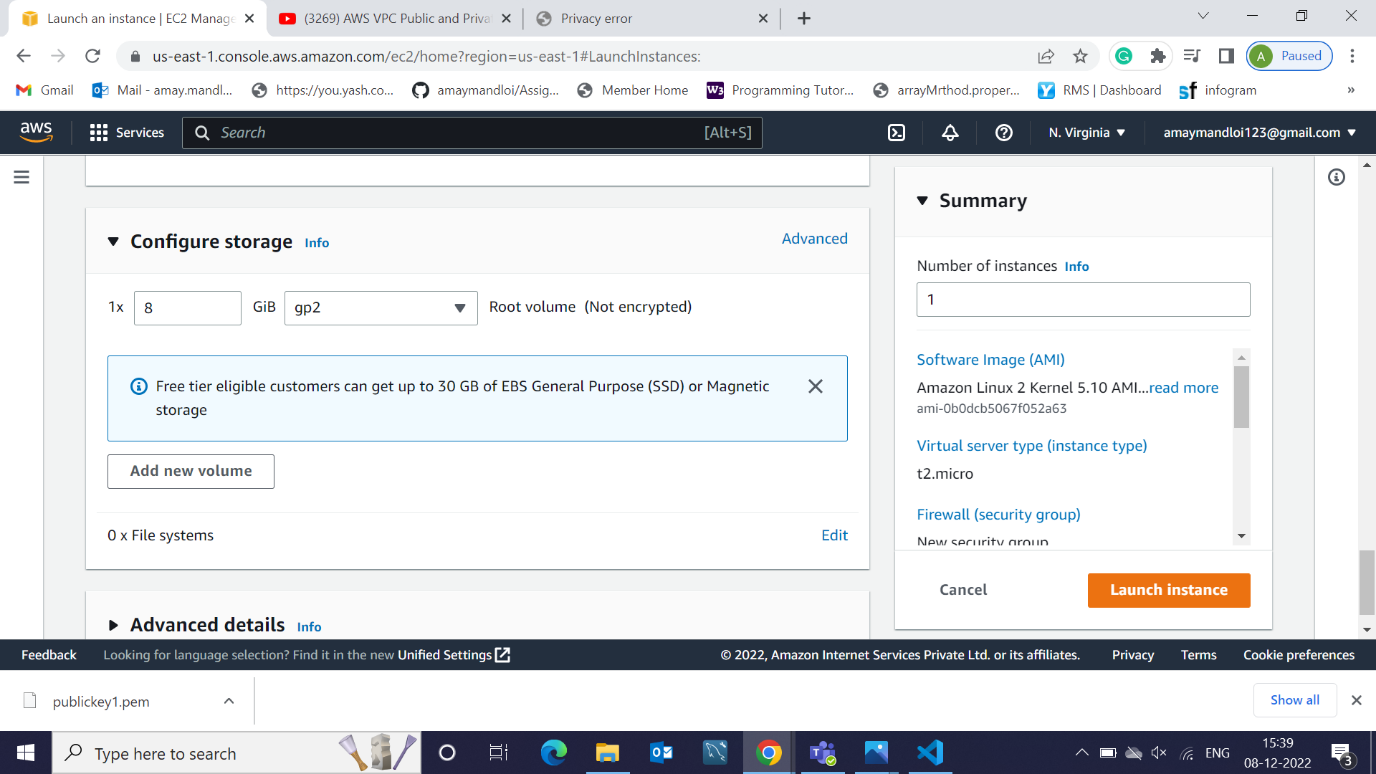 Launch an instance | EC2 Manage
(3269) AWS VPC Public and Priva
Privacy error
us-east-1.console.aws.amazon.com/ec2/home?region=us-east-1#LaunchInstances:
A Paused
Gmail
Mail - amay.mandl...
https://you.yash.co...
amaymandloi/Assig...
Member Home
W3 Programming Tutor...
arrayMrthod.proper...
Y RMS | Dashboard
sf infogram
»
aws
Services
Search [Alt+S]
N. Virginia
amaymandloi123@gmail.com
Configure storage Info
Advanced
1x 8 GiB gp2 Root volume (Not encrypted)
Free tier eligible customers can get up to 30 GB of EBS General Purpose (SSD) or Magnetic
storage
Add new volume
0 x File systems
Edit
Advanced details Info
Summary
Number of instances Info
1
Software Image (AMI)
Amazon Linux 2 Kernel 5.10 AMI...read more
ami-0b0dcb5067f052a63
Virtual server type (instance type)
t2.micro
Firewall (security group)
New security group
Cancel
Launch instance
Feedback
Looking for language selection? Find it in the new Unified Settings
© 2022, Amazon Internet Services Private Ltd. or its affiliates.
Privacy
Terms
Cookie preferences
publickey1.pem
Show all
Type here to search
ENG
15:39
08-12-2022
3